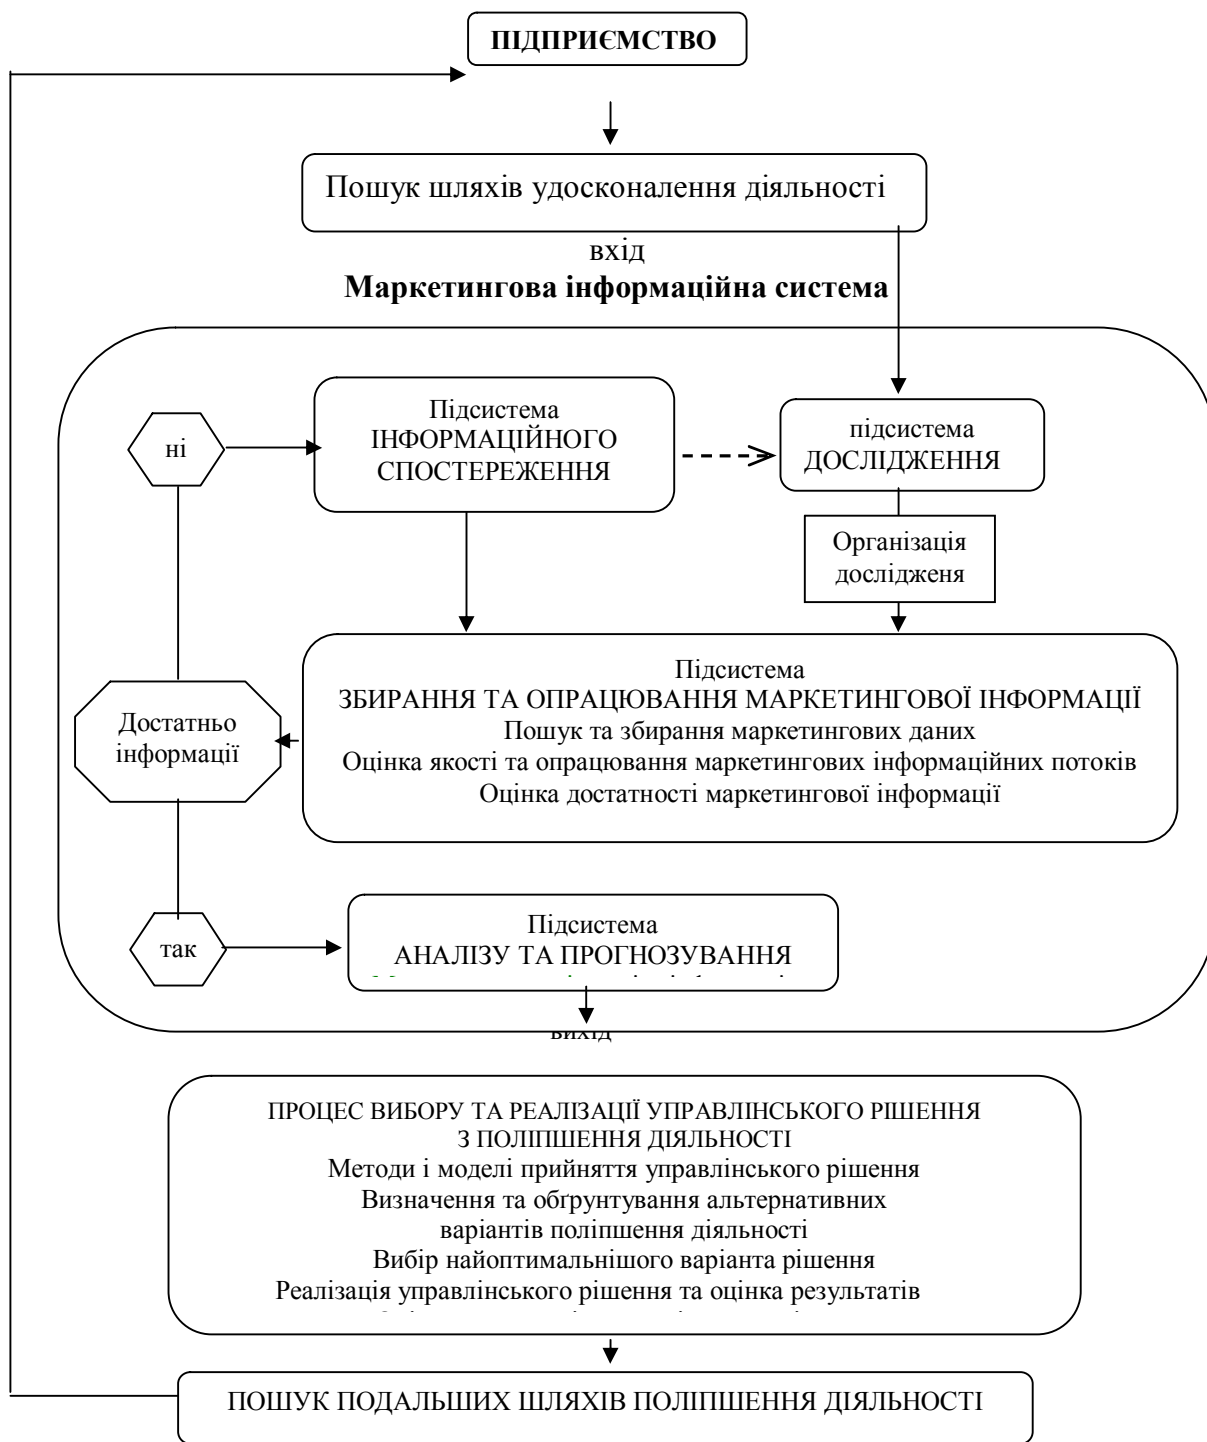 ПІДПРИЄМСТВО
Пошук шляхів удосконалення діяльності
вхід
Маркетингова інформаційна система
ні
Підсистема
ІНФОРМАЦІЙНОГО
СПОСТЕРЕЖЕННЯ
підсистема
ДОСЛІДЖЕННЯ
Організація
дослідженя
Достатньо
інформації
Підсистема
ЗБИРАННЯ ТА ОПРАЦЮВАННЯ МАРКЕТИНГОВОЇ ІНФОРМАЦІЇ
Пошук та збирання маркетингових даних
Оцінка якості та опрацювання маркетингових інформаційних потоків
Оцінка достатності маркетингової інформації
так
Підсистема
АНАЛІЗУ ТА ПРОГНОЗУВАННЯ
вихід
ПРОЦЕС ВИБОРУ ТА РЕАЛІЗАЦІЇ УПРАВЛІНСЬКОГО РІШЕННЯ
З ПОЛІПШЕННЯ ДІЯЛЬНОСТІ
Методи і моделі прийняття управлінського рішення
Визначення та обґрунтування альтернативних
варіантів поліпшення діяльності
Вибір найоптимальнішого варіанта рішення
Реалізація управлінського рішення та оцінка результатів
ПОШУК ПОДАЛЬШИХ ШЛЯХІВ ПОЛІПШЕННЯ ДІЯЛЬНОСТІ